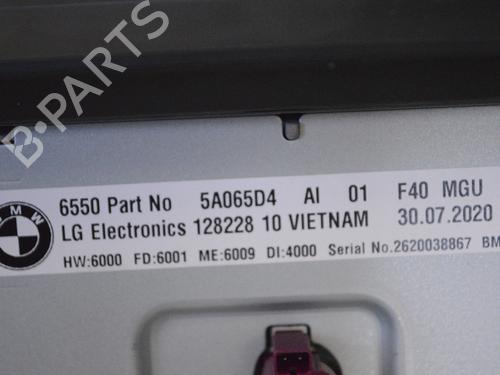 B-PARTS
BMW
6550 Part No 5A065D4 AI 01 F40 MGU
LG Electronics 128228 10 VIETNAM 30.07.2020
HW:6000 FD:6001 ME:6009 DI:4000 Serial No.2620038867 BM